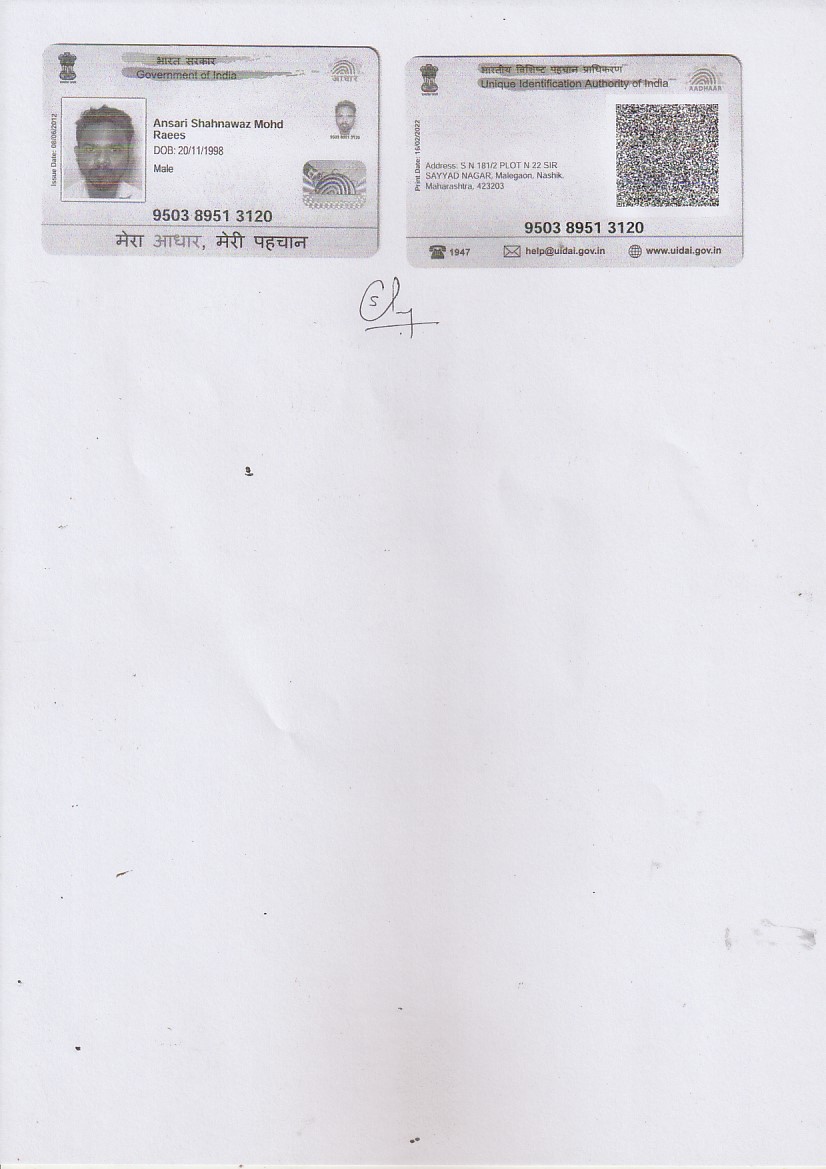 भारत सरकार
Government of India
आधार
Issue Date: 08/06/2012
Ansari Shahnawaz Mohd
Raees
DOB: 20/11/1998
Male
9503 8951 3120
9503 8951 3120
मेरा आधार, मेरी पहचान
भारतीय विशिष्ट पहचान प्राधिकरण
Unique Identification Authority of India
AADHAAR
Print Date: 16/02/2022
Address: S N 181/2 PLOT N 22 SIR
SAYYAD NAGAR, Malegaon, Nashik,
Maharashtra, 423203
9503 8951 3120
1947
help@uidai.gov.in
www.uidai.gov.in